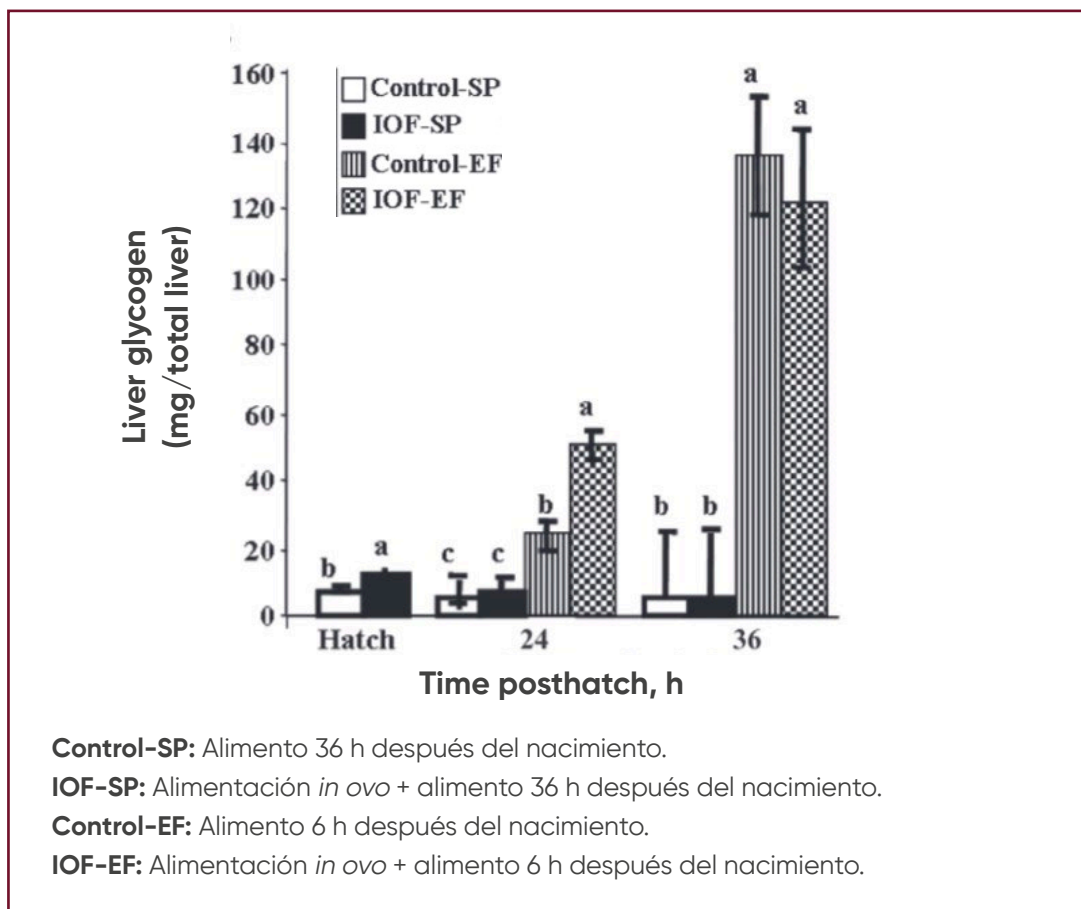 160
140
120
100
80
60
40
20
0
Control-SP
IOF-SP
Control-EF
IOF-EF
a
a
a
b
b
a
c
c
b
b
Hatch
24
36
Liver glycogen
(mg/total liver)
Time posthatch, h
Control-SP: Alimento 36 h después del nacimiento.
IOF-SP: Alimentación in ovo + alimento 36 h después del nacimiento.
Control-EF: Alimento 6 h después del nacimiento.
IOF-EF: Alimentación in ovo + alimento 6 h después del nacimiento.